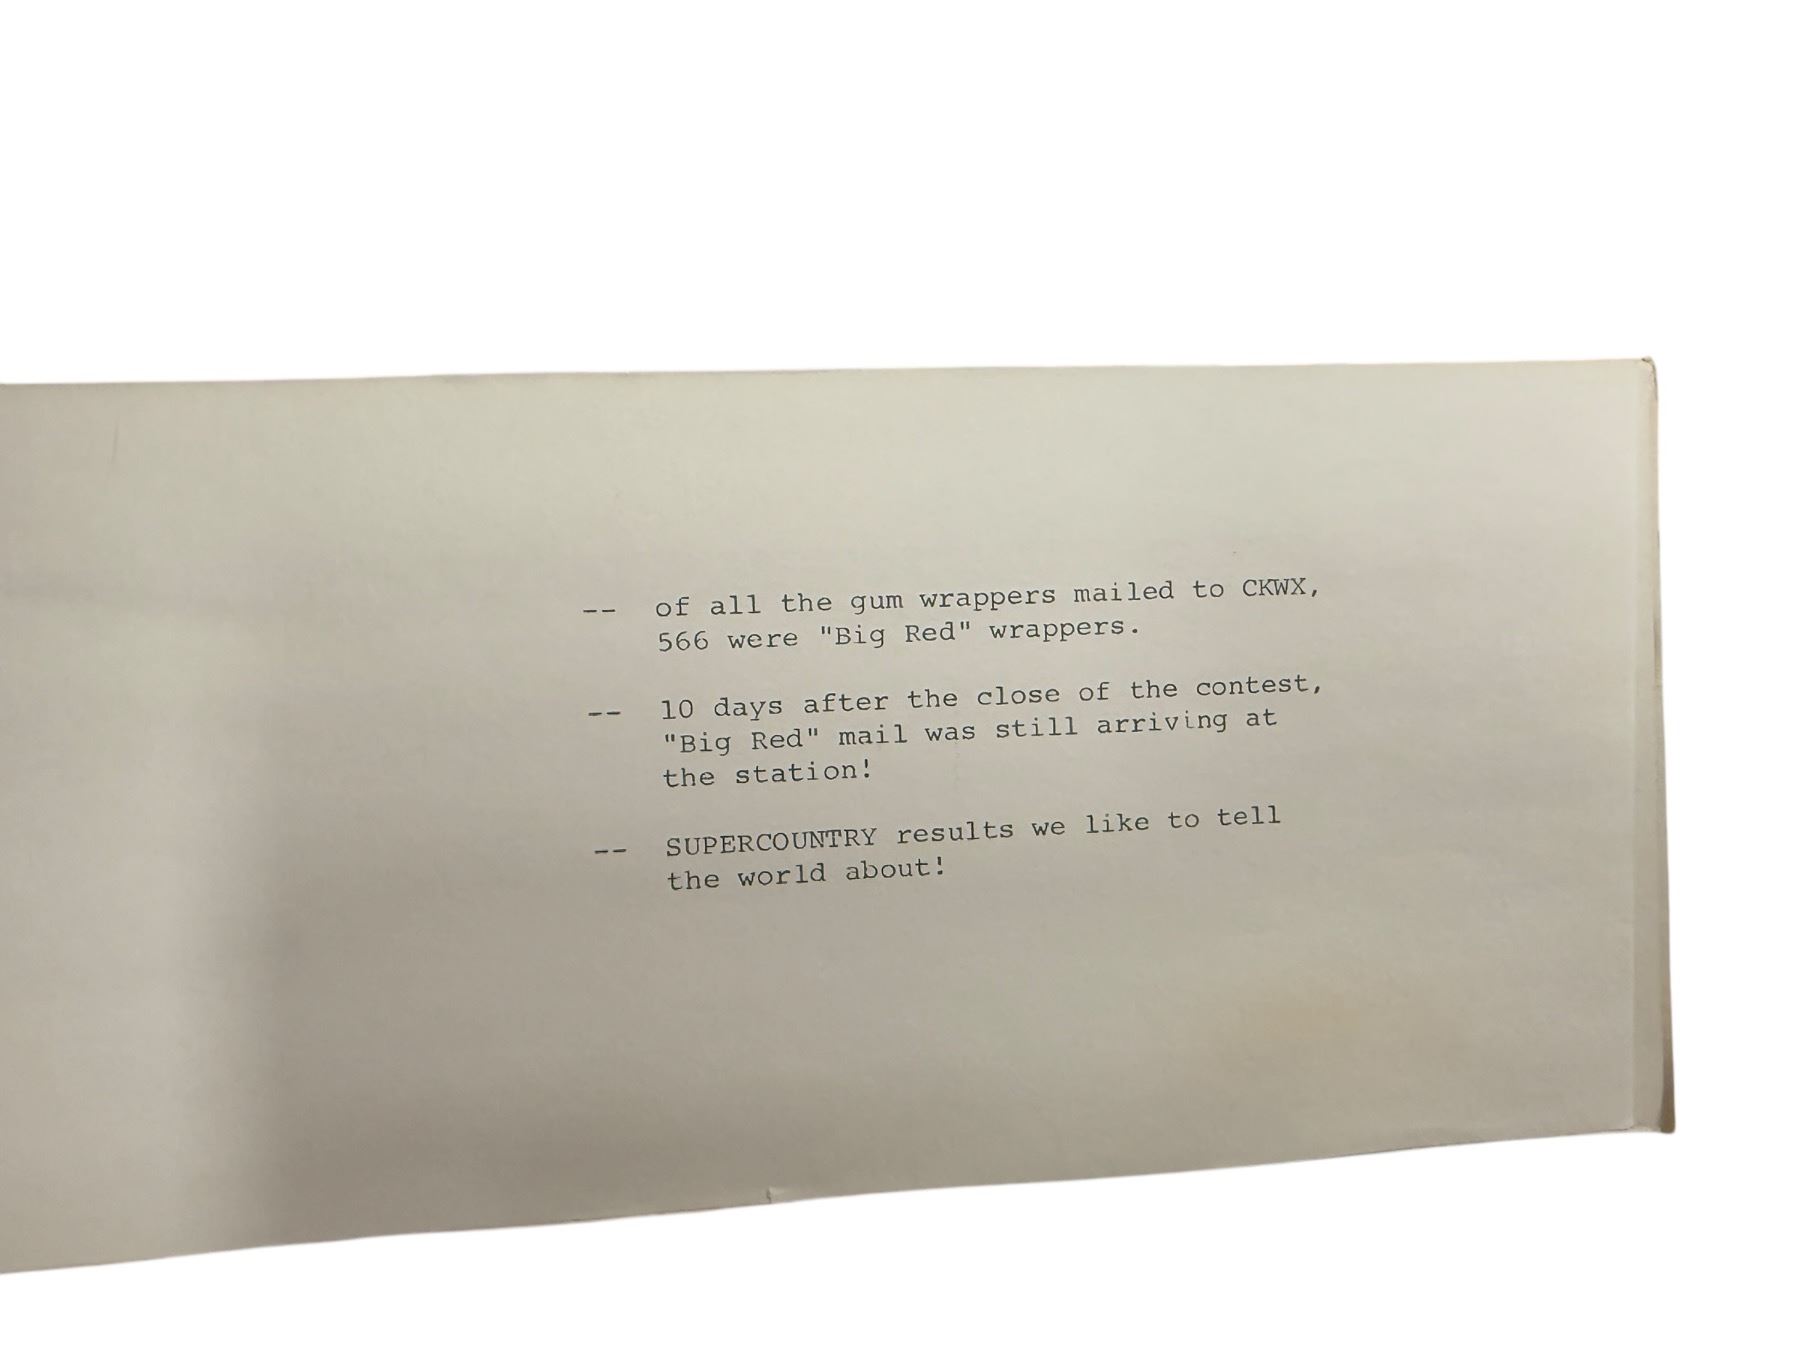 -- of all the gum wrappers mailed to CKWX,
566 were "Big Red" wrappers.
-- 10 days after the close of the contest,
"Big Red" mail was still arriving at
the station!
-- SUPERCOUNTRY results we like to tell
the world about!